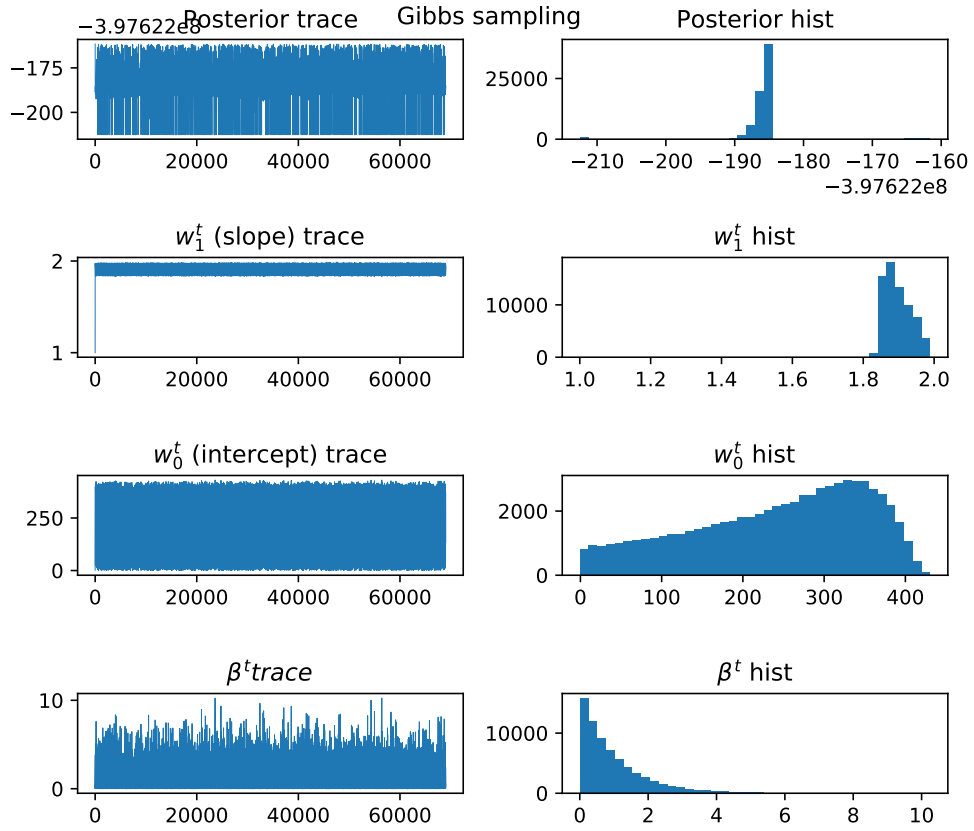 Gibbs sampling
Posterior trace
−3.97622e8
−175
−200
0 20000 40000 60000
Posterior hist
25000
0
−210 −200 −190 −180 −170 −160
−3.97622e8
w₁ᵗ (slope) trace
2
1
0 20000 40000 60000
w₁ᵗ hist
10000
0
1.0 1.2 1.4 1.6 1.8 2.0
w₀ᵗ (intercept) trace
250
0
0 20000 40000 60000
w₀ᵗ hist
2000
0
0 100 200 300 400
βᵗtrace
10
0
0 20000 40000 60000
βᵗ hist
10000
0
0 2 4 6 8 10